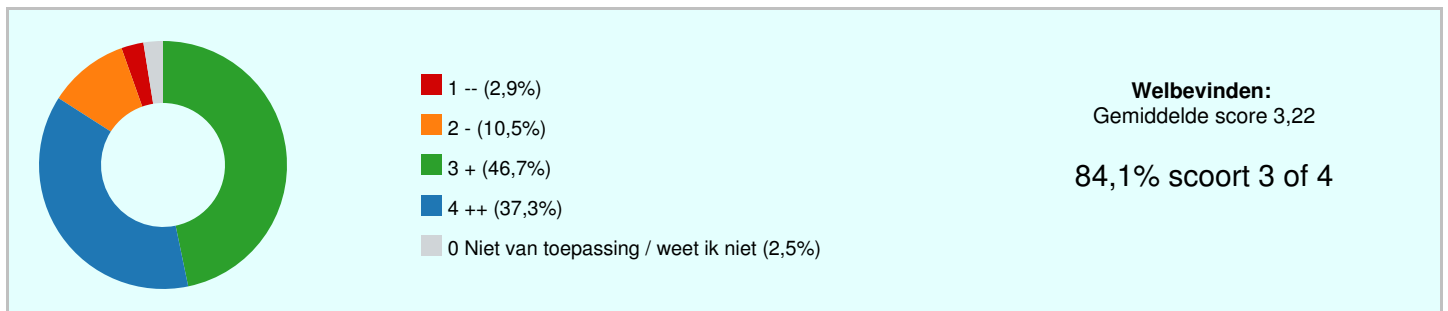 1 -- (2,9%)
2 - (10,5%)
3 + (46,7%)
4 ++ (37,3%)
0 Niet van toepassing / weet ik niet (2,5%)
Welbevinden:
Gemiddelde score 3,22
84,1% scoort 3 of 4